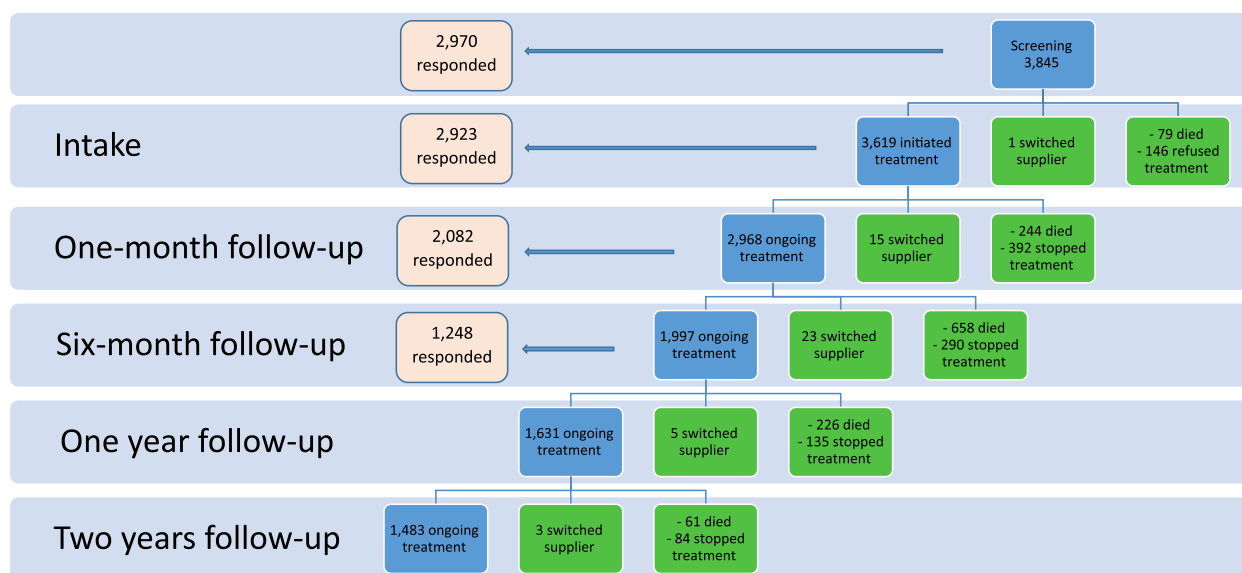 2,970
responded
Screening
3,845
Intake
2,923
responded
3,619 initiated
treatment
1 switched
supplier
- 79 died
- 146 refused
treatment
One-month follow-up
2,082
responded
2,968 ongoing
treatment
15 switched
supplier
- 244 died
- 392 stopped
treatment
Six-month follow-up
1,248
responded
1,997 ongoing
treatment
23 switched
supplier
- 658 died
- 290 stopped
treatment
One year follow-up
1,631 ongoing
treatment
5 switched
supplier
- 226 died
- 135 stopped
treatment
Two years follow-up
1,483 ongoing
treatment
3 switched
supplier
- 61 died
- 84 stopped
treatment